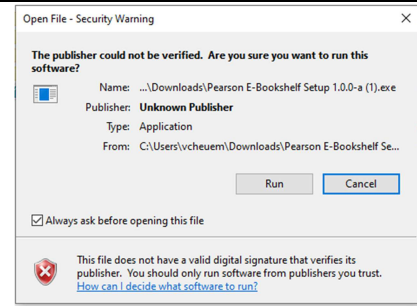 Open File - Security Warning
The publisher could not be verified. Are you sure you want to run this
software?
Name: ...\Downloads\Pearson E-Bookshelf Setup 1.0.0-a (1).exe
Publisher: Unknown Publisher
Type: Application
From: C:\Users\vcheuem\Downloads\Pearson E-Bookshelf Se...
Run Cancel
Always ask before opening this file
This file does not have a valid digital signature that verifies its
publisher. You should only run software from publishers you trust.
How can I decide what software to run?